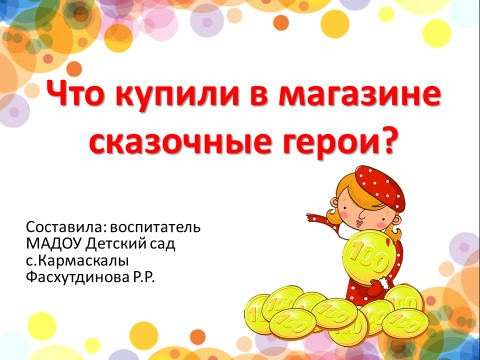 Что купили в магазине
сказочные герои?
Составила: воспитатель
МАДОУ Детский сад
с.Кармаскалы
Фасхутдинова Р.Р.
100